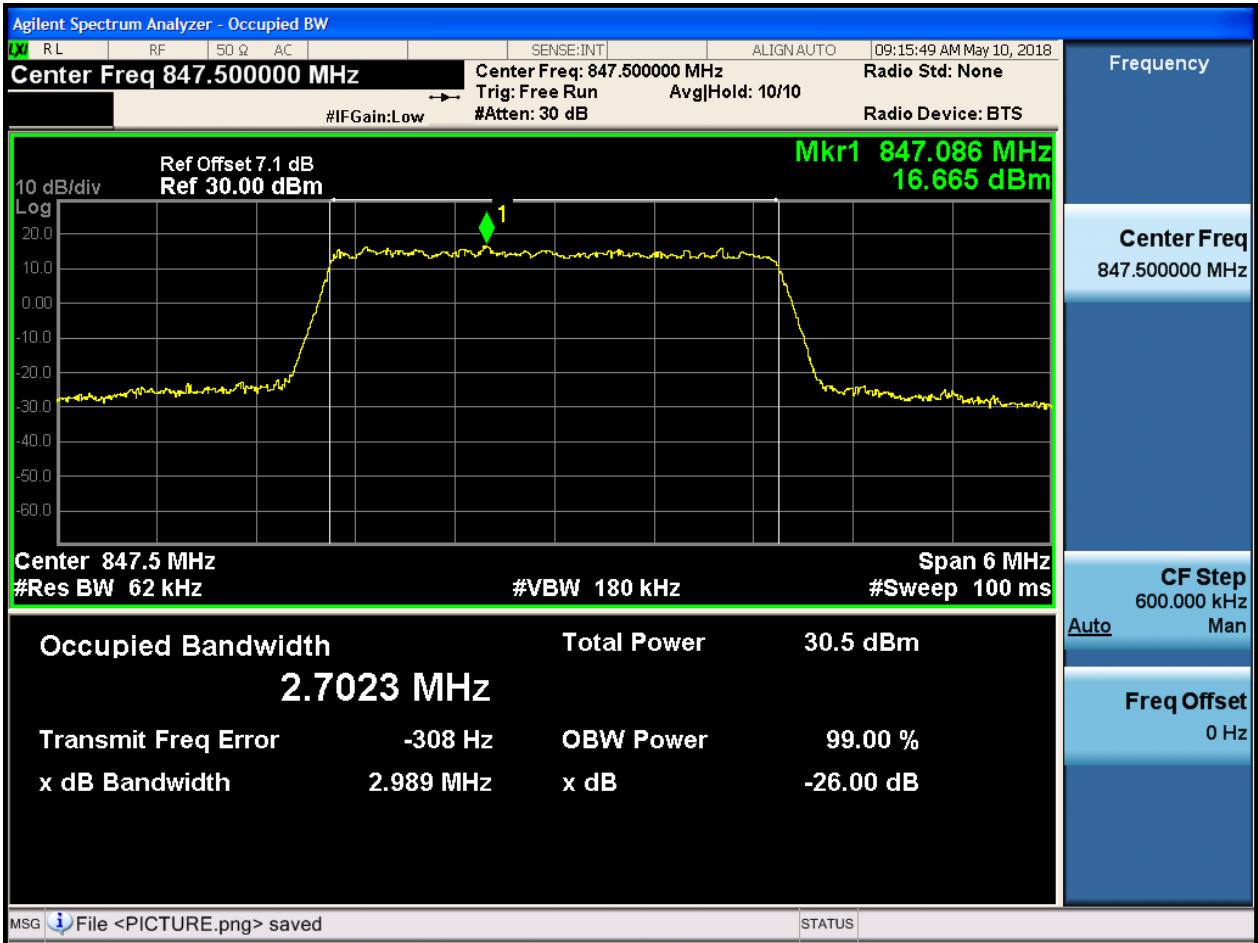 Agilent Spectrum Analyzer - Occupied BW
LXI RL RF 50 Ω AC SENSE:INT ALIGN AUTO 09:15:49 AM May 10, 2018
Center Freq 847.500000 MHz
Center Freq: 847.500000 MHz
Radio Std: None
Trig: Free Run Avg|Hold: 10/10
#IFGain:Low
#Atten: 30 dB
Radio Device: BTS
Frequency
Mkr1 847.086 MHz
16.665 dBm
Ref Offset 7.1 dB
10 dB/div Ref 30.00 dBm
Log
1
20.0
10.0
0.00
-10.0
-20.0
-30.0
-40.0
-50.0
-60.0
Center 847.5 MHz Span 6 MHz
#Res BW 62 kHz #VBW 180 kHz #Sweep 100 ms
Center Freq
847.500000 MHz
CF Step
600.000 kHz
Auto Man
Freq Offset
0 Hz
Occupied Bandwidth Total Power 30.5 dBm
2.7023 MHz
Transmit Freq Error -308 Hz OBW Power 99.00 %
x dB Bandwidth 2.989 MHz x dB -26.00 dB
MSG File <PICTURE.png> saved STATUS